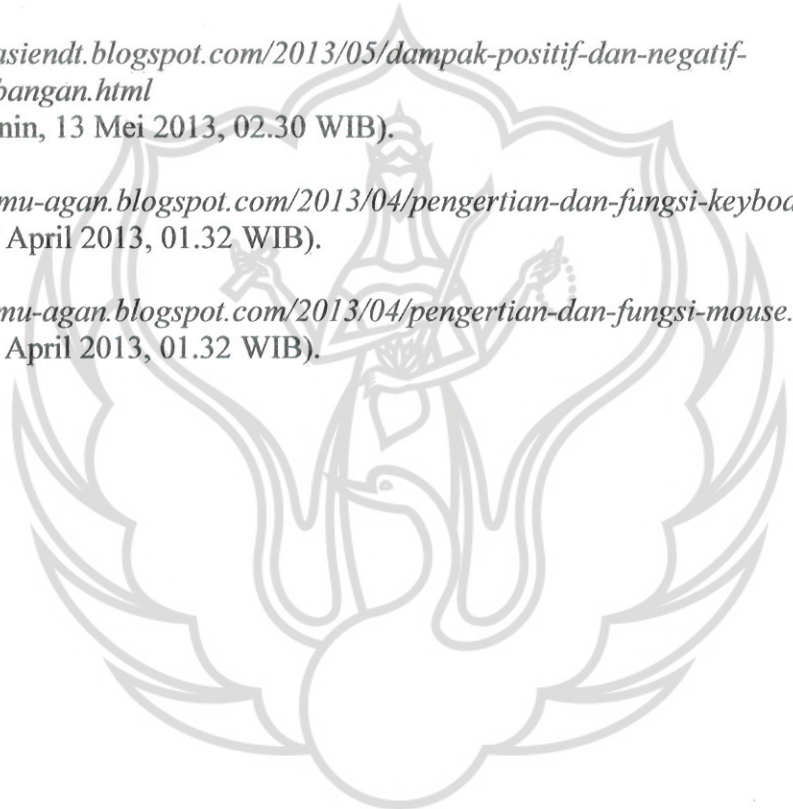 asiendt.blogspot.com/2013/05/dampak-positif-dan-negatif-
bangan.html
nin, 13 Mei 2013, 02.30 WIB).
mu-agan.blogspot.com/2013/04/pengertian-dan-fungsi-keyboa
April 2013, 01.32 WIB).
mu-agan.blogspot.com/2013/04/pengertian-dan-fungsi-mouse.
April 2013, 01.32 WIB).